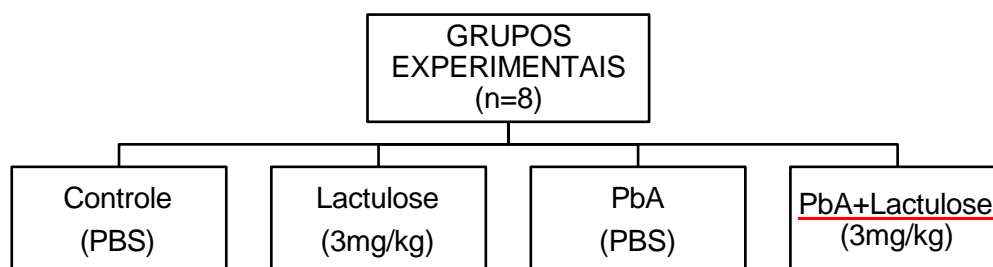 GRUPOS
EXPERIMENTAIS
(n=8)
Controle
(PBS)
Lactulose
(3mg/kg)
PbA
(PBS)
PbA+Lactulose
(3mg/kg)